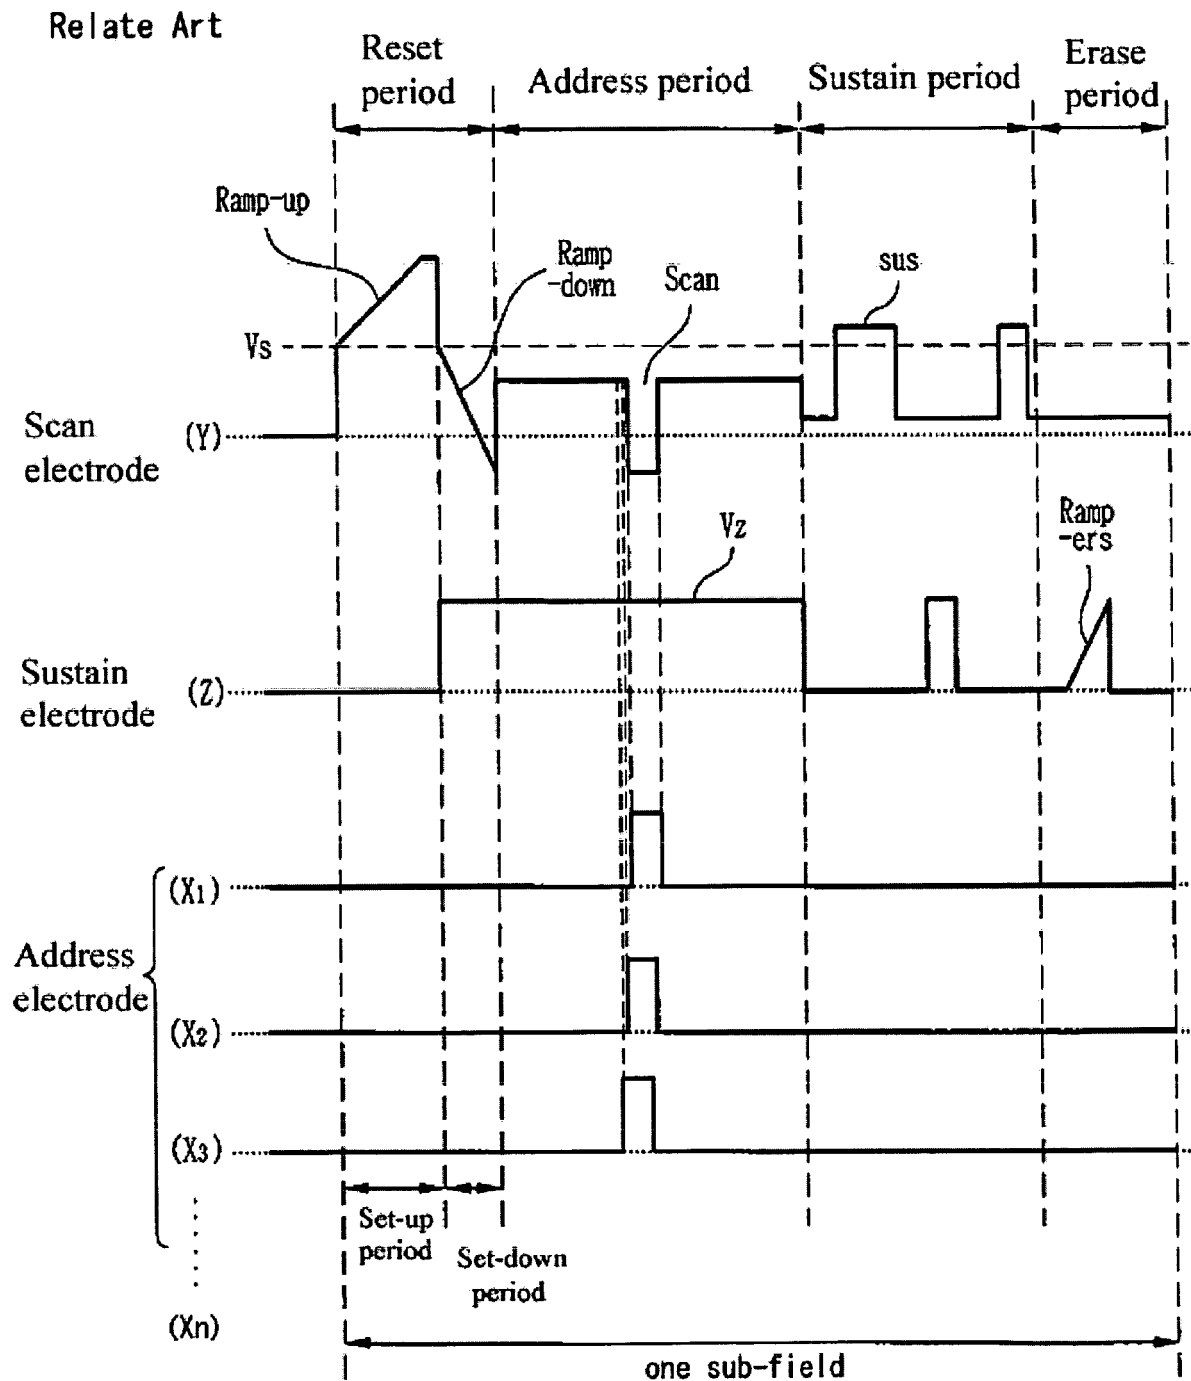 Relate Art
Reset
period
Address period
Sustain period
Erase
period
Ramp-up
Ramp
-down
Scan
sus
Vs
Scan
electrode
(Y)
Vz
Ramp
-ers
Sustain
electrode
(Z)
(X1)
Address
electrode
(X2)
(X3)
Set-up
period
Set-down
period
(Xn)
one sub-field